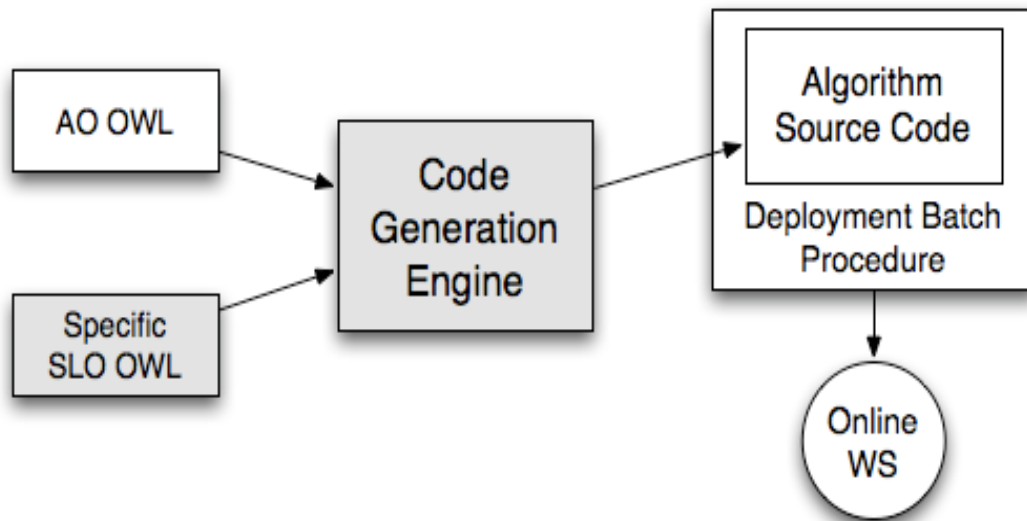 AO OWL
Specific
SLO OWL
Code
Generation
Engine
Algorithm
Source Code
Deployment Batch
Procedure
Online
WS